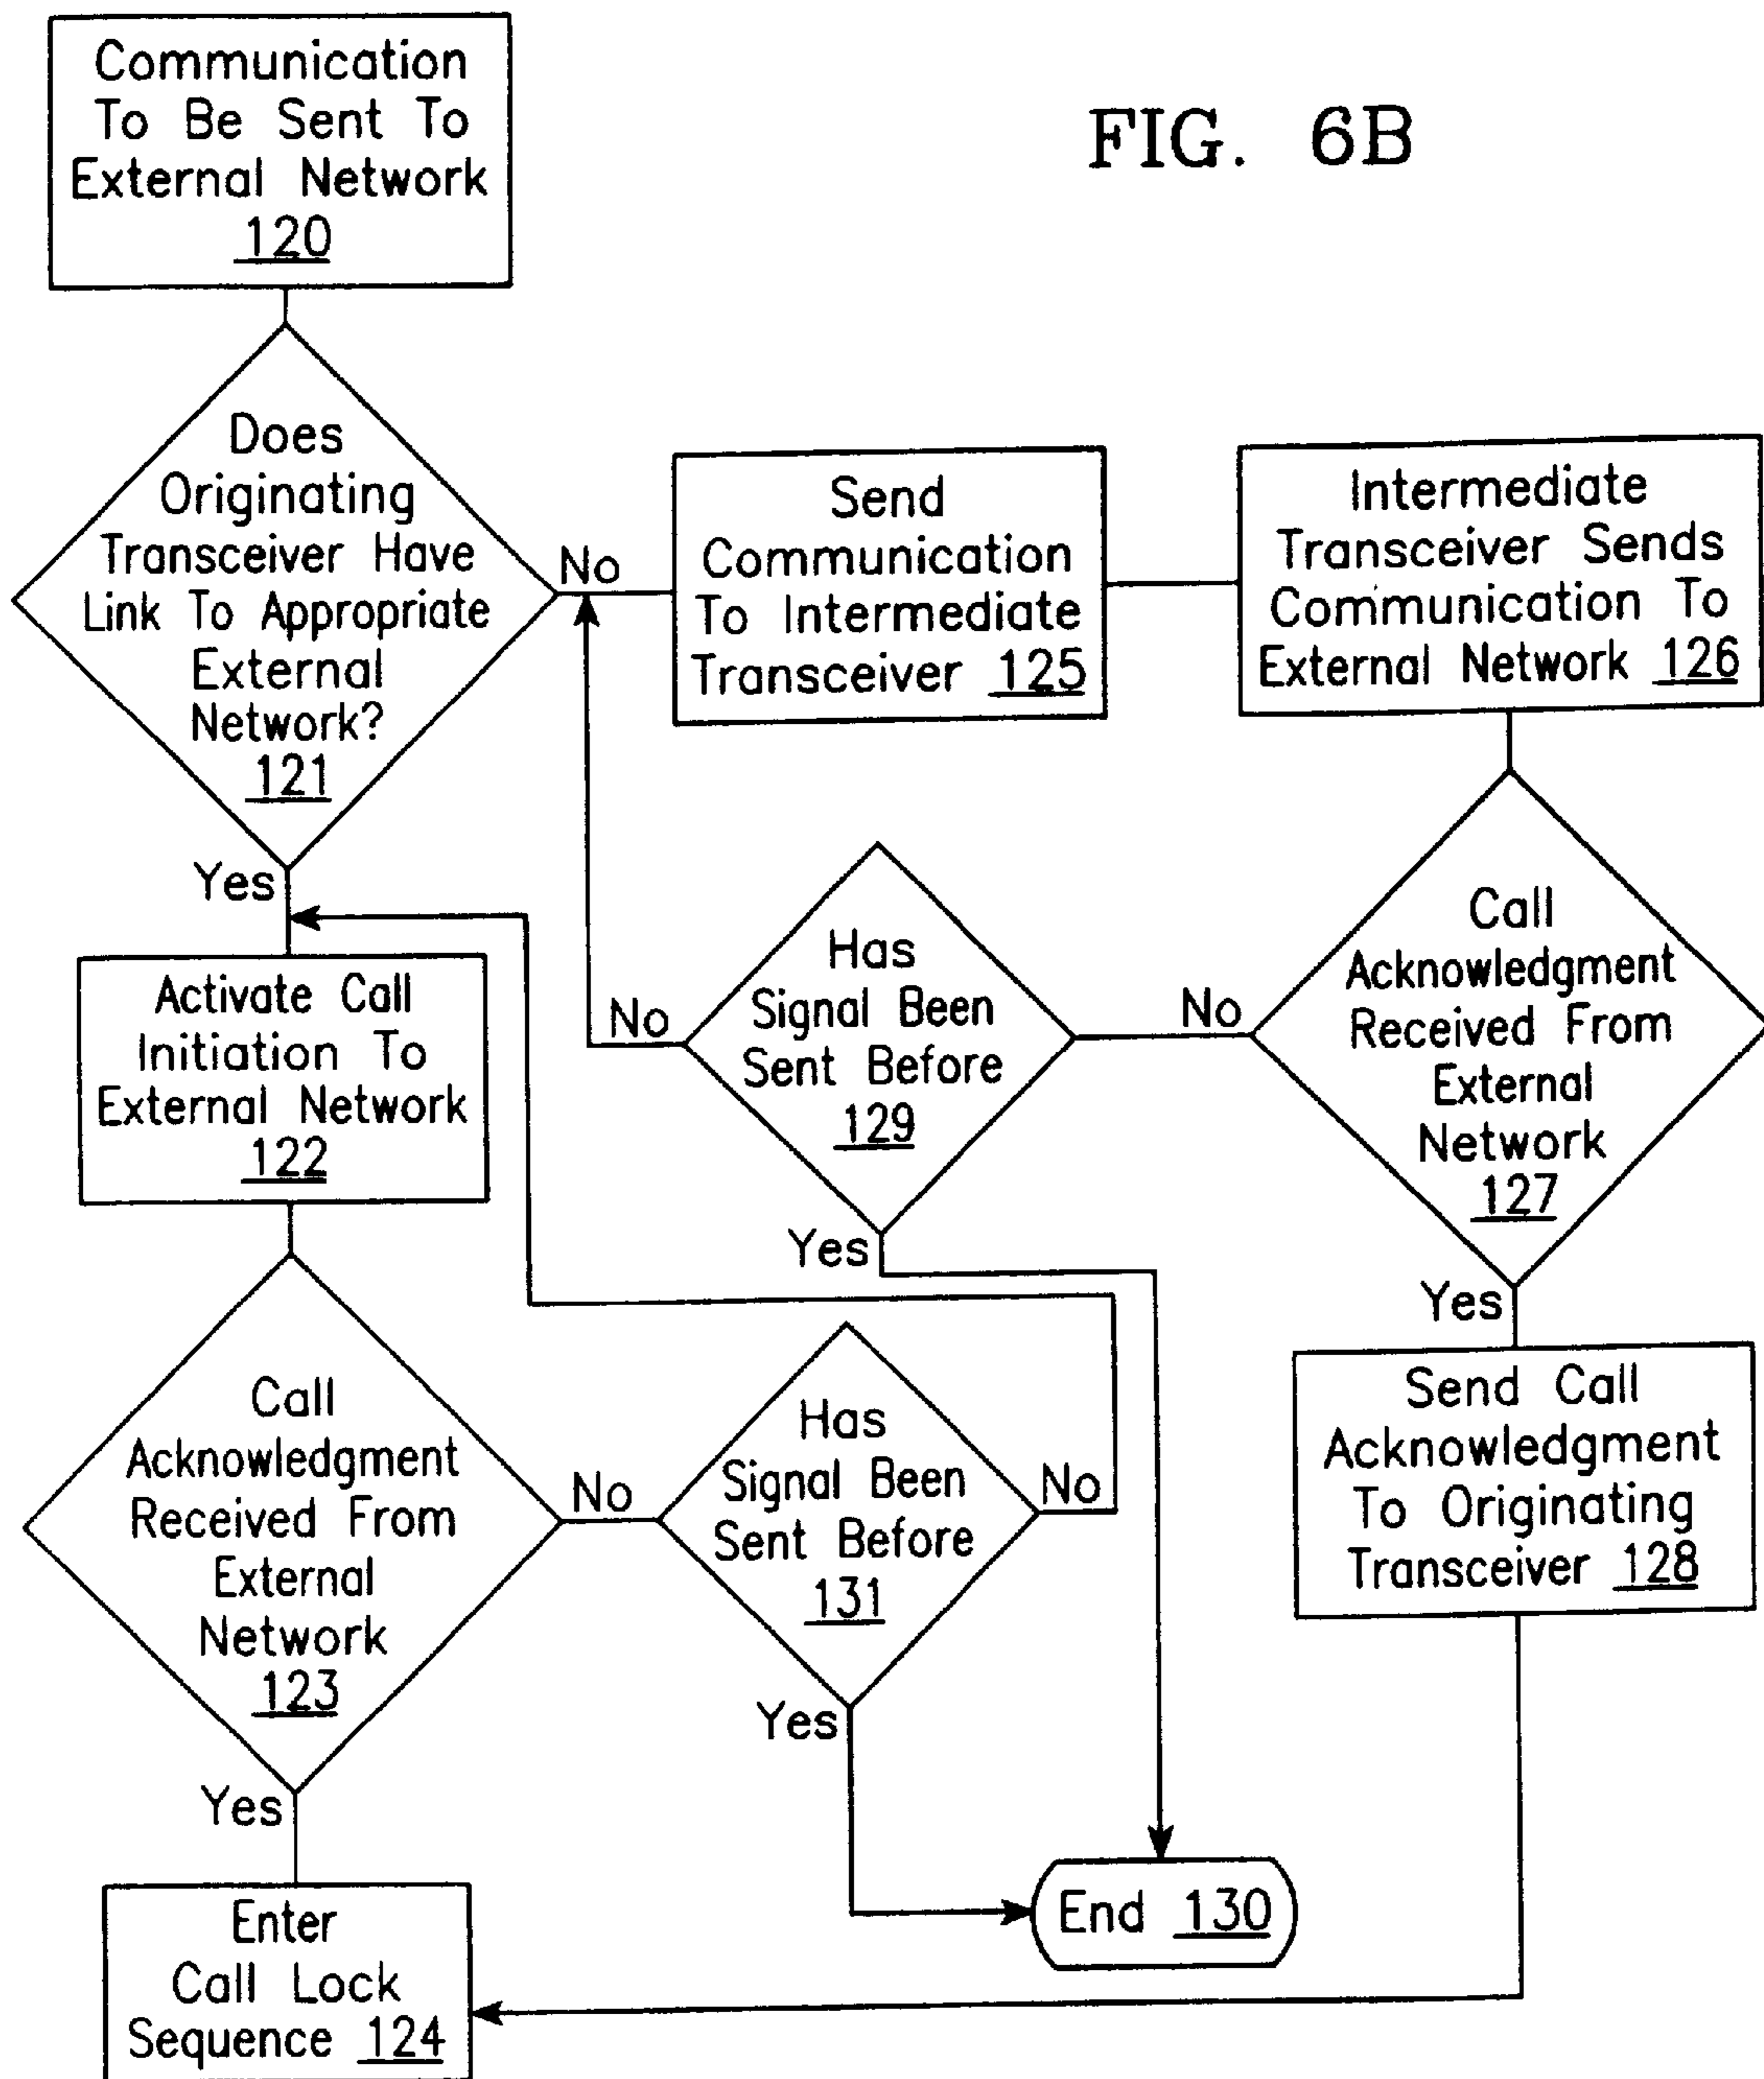 FIG. 6B
Communication
To Be Sent To
External Network
120
Does
Originating
Transceiver Have
Link To Appropriate
External
Network?
121
No
Yes
Send
Communication
To Intermediate
Transceiver 125
Intermediate
Transceiver Sends
Communication To
External Network 126
Call
Acknowledgment
Received From
External
Network
127
No
Yes
Has
Signal Been
Sent Before
129
No
Yes
Activate Call
Initiation To
External Network
122
Call
Acknowledgment
Received From
External
Network
123
No
Yes
Has
Signal Been
Sent Before
131
No
Yes
Send Call
Acknowledgment
To Originating
Transceiver 128
End 130
Enter
Call Lock
Sequence 124